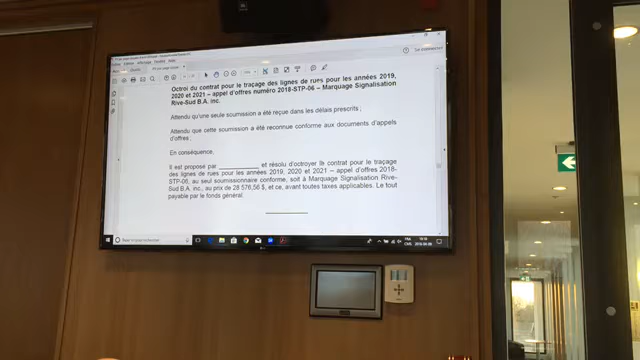 Octroi du contrat pour le traçage des lignes de rues pour les années 2019,
2020 et 2021 – appel d'offres numéro 2018-STP-06 – Marquage Signalisation
Rive-Sud B.A. inc.
Attendu qu'une seule soumission a été reçue dans les délais prescrits ;
Attendu que cette soumission a été reconnue conforme aux documents d'appels
d'offres ;
En conséquence,
Il est proposé par ____________ et résolu d'octroyer le contrat pour le traçage
des lignes de rues pour les années 2019, 2020 et 2021 – appel d'offres 2018-
STP-06, au seul soumissionnaire conforme, soit à Marquage Signalisation Rive-
Sud B.A. inc., au prix de 28 576,56 $, et ce, avant toutes taxes applicables. Le tout
payable par le fonds général.